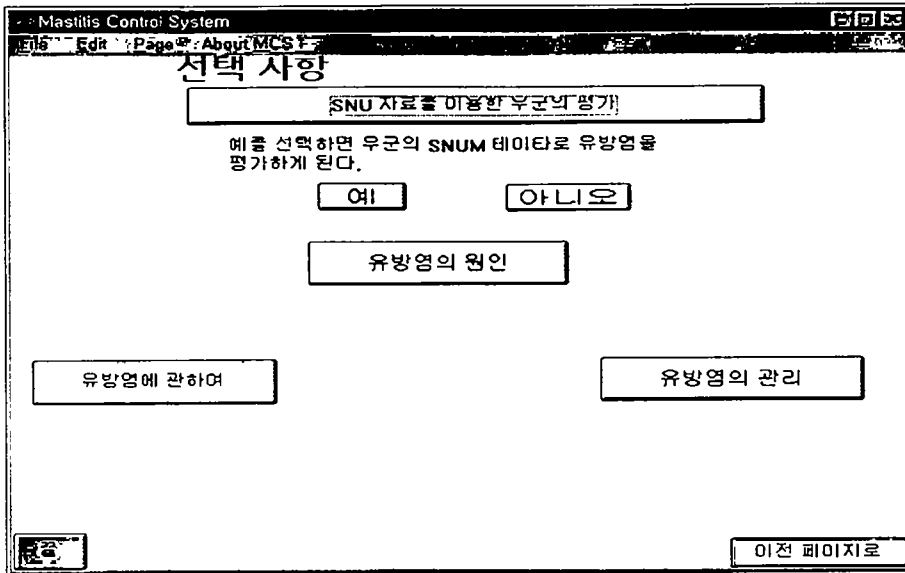 Mastitis Control System
File Edit Page About MCS
선택 사항
SNU 자료를 이용한 우군의 평가
예를 선택하면 우군의 SNUM 테이타로 유방염을
평가하게 된다.
예 아니오
유방염의 원인
유방염에 관하여 유방염의 관리
이전 페이지로